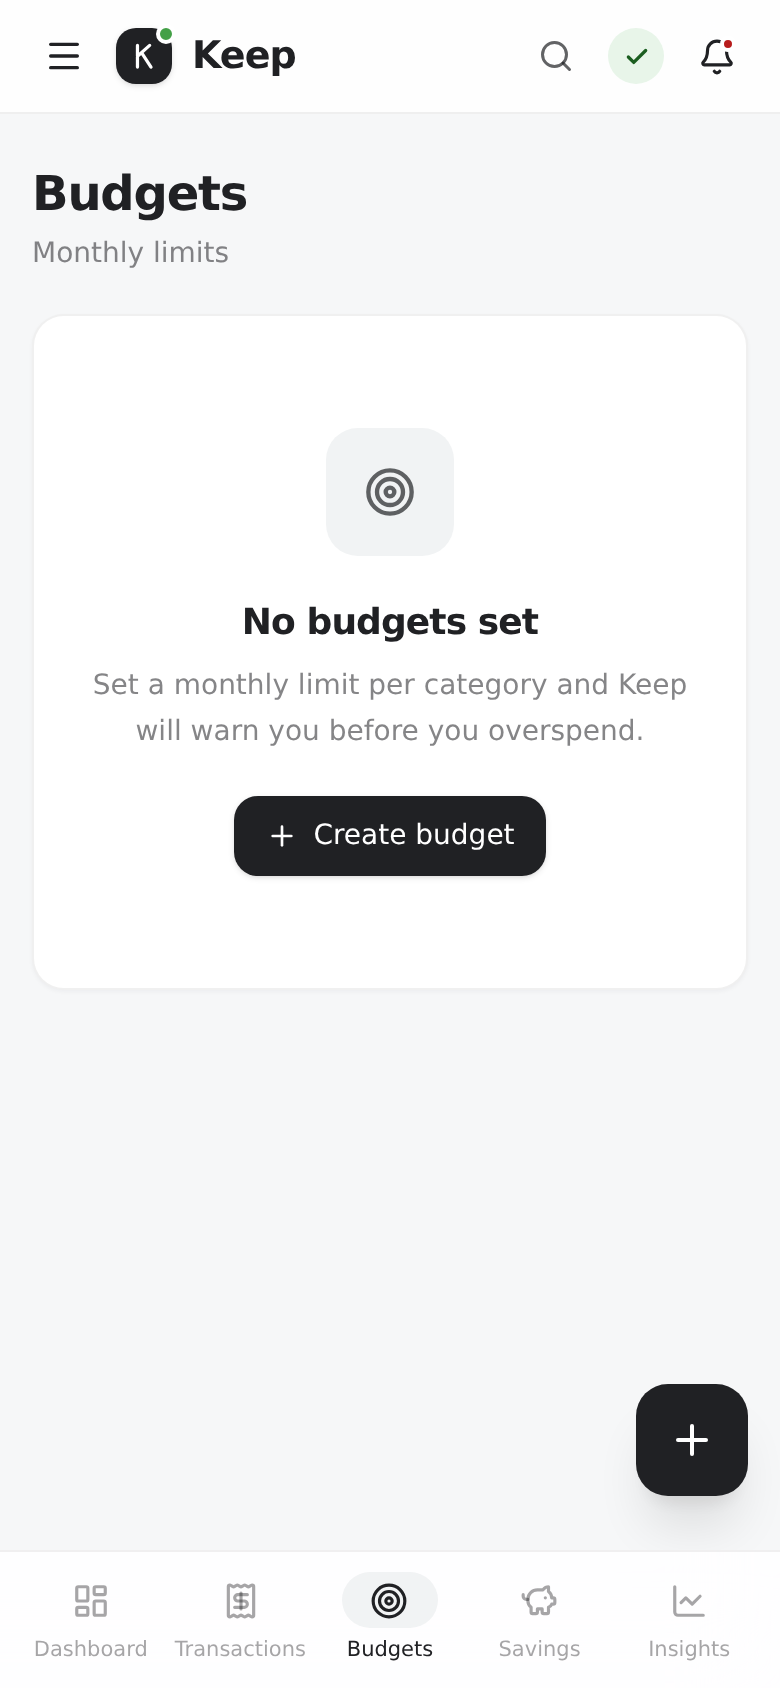 K
Keep
Budgets
Monthly limits
No budgets set
Set a monthly limit per category and Keep
will warn you before you overspend.
Create budget
Dashboard
Transactions
Budgets
Savings
Insights